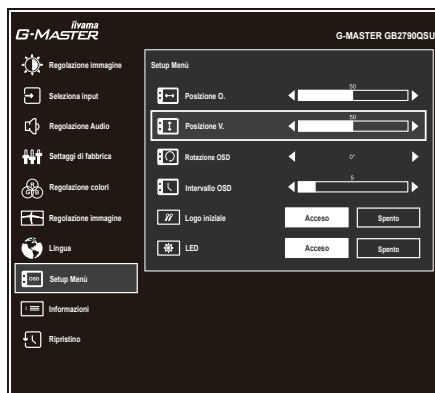 iiyama
G-MASTER
G-MASTER GB2790QSU
Regolazione immagine
Seleziona input
Regolazione Audio
Settaggi di fabbrica
R
G B
Regolazione colori
Regolazione immagine
Lingua
OSD
Setup Menù
i
Informazioni
Ripristino
Setup Menù
Posizione O.
50
Posizione V.
50
Rotazione OSD
0°
Intervallo OSD
5
Logo iniziale
Acceso
Spento
LED
Acceso
Spento